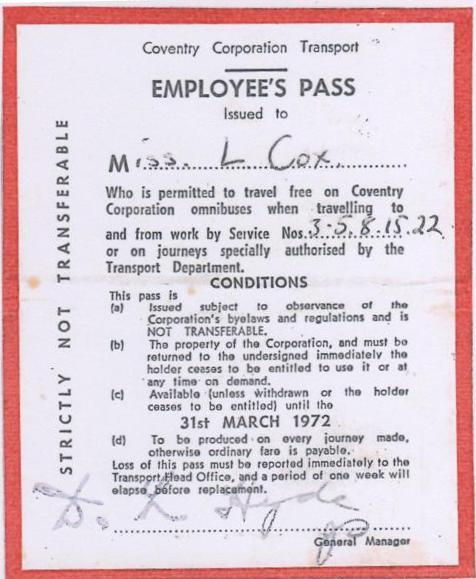 Coventry Corporation Transport
EMPLOYEE'S PASS
Issued to
Miss. L Cox.
Who is permitted to travel free on Coventry
Corporation omnibuses when travelling to
and from work by Service Nos. 3-5.8.15.22
or on journeys specially authorised by the
Transport Department.
CONDITIONS
This pass is
(a) Issued subject to observance of the
Corporation's byelaws and regulations and is
NOT TRANSFERABLE.
(b) The property of the Corporation, and must be
returned to the undersigned immediately the
holder ceases to be entitled to use it or at
any time on demand.
(c) Available (unless withdrawn or the holder
ceases to be entitled) until the
31st MARCH 1972
(d) To be produced on every journey made,
otherwise ordinary fare is payable.
Loss of this pass must be reported immediately to the
Transport Head Office, and a period of one week will
elapse before replacement.
D. L Hyde
General Manager
STRICTLY NOT TRANSFERABLE